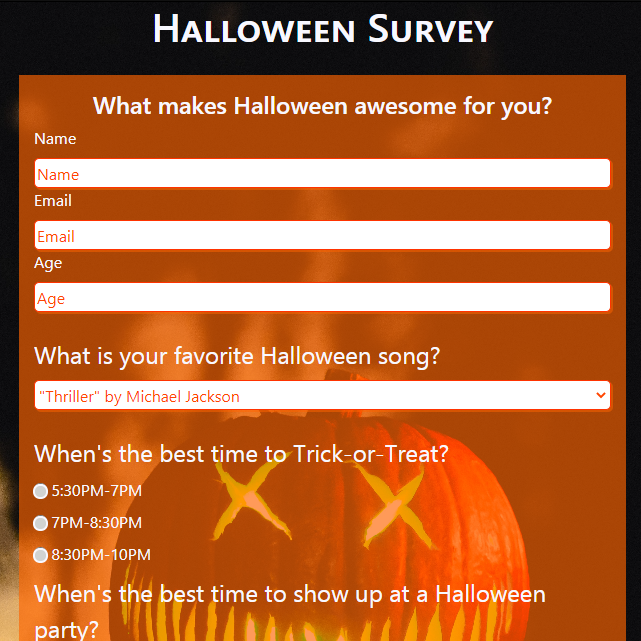 Halloween Survey
What makes Halloween awesome for you?
Name
Name
Email
Email
Age
Age
What is your favorite Halloween song?
"Thriller" by Michael Jackson
When's the best time to Trick-or-Treat?
5:30PM-7PM
7PM-8:30PM
8:30PM-10PM
When's the best time to show up at a Halloween
party?